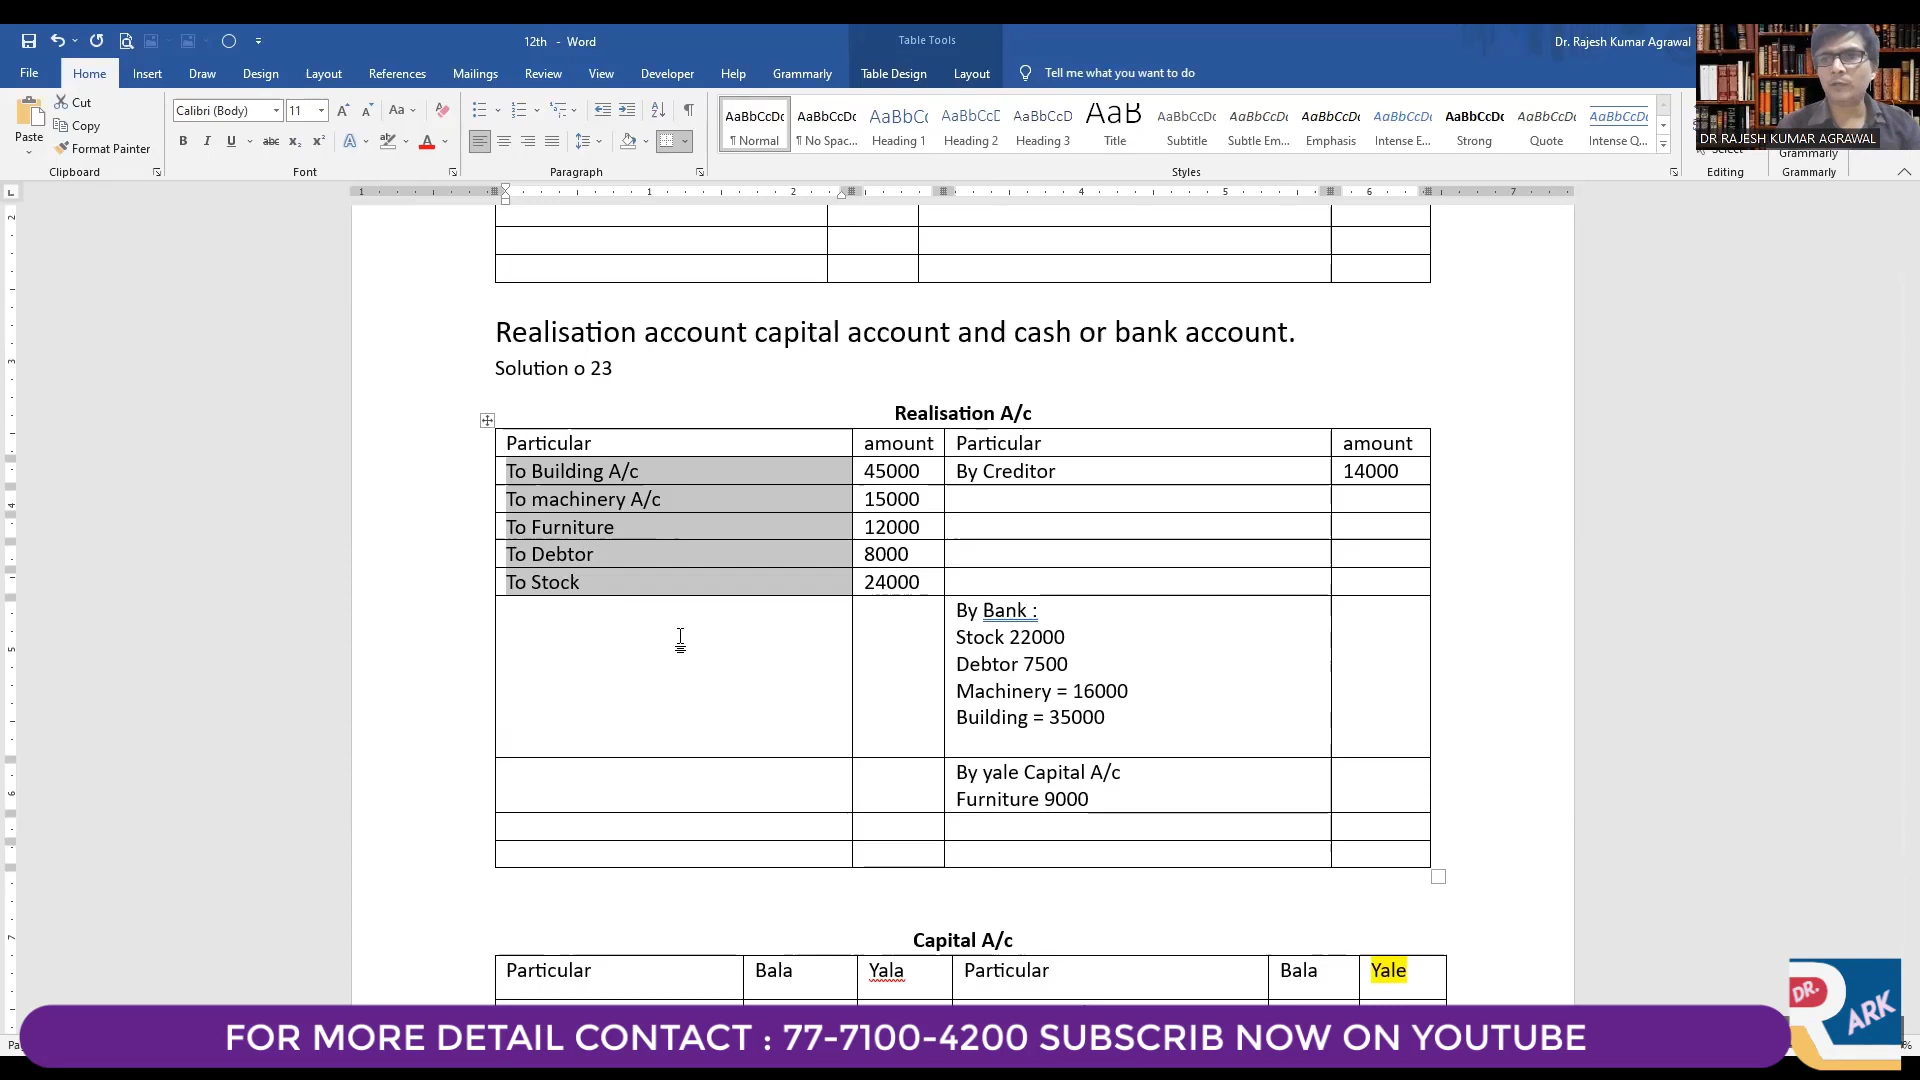 12th - Word
Table Tools
Dr. Rajesh Kumar Agrawal
File Home Insert Draw Design Layout References Mailings Review View Developer Help Grammarly Table Design Layout Tell me what you want to do
Cut
Copy
Format Painter
Paste
Calibri (Body) 11
Clipboard Font Paragraph Styles Editing Grammarly
AaBbCcDc AaBbCcDc AaBbCc AaBbCcE AaBbCcD AaB AaBbCcDc AaBbCcDc AaBbCcDc AaBbCcDc AaBbCcDc AaBbCcDc AaBbCcDc
¶ Normal ¶ No Spac... Heading 1 Heading 2 Heading 3 Title Subtitle Subtle Em... Emphasis Intense E... Strong Quote Intense Q...
Select
Grammarly
DR RAJESH KUMAR AGRAWAL
Realisation account capital account and cash or bank account.
Solution o 23
Realisation A/c
Particular amount Particular amount
To Building A/c 45000 By Creditor 14000
To machinery A/c 15000
To Furniture 12000
To Debtor 8000
To Stock 24000
By Bank :
Stock 22000
Debtor 7500
Machinery = 16000
Building = 35000
By yale Capital A/c
Furniture 9000
Capital A/c
Particular Bala Yala Particular Bala Yale
FOR MORE DETAIL CONTACT : 77-7100-4200 SUBSCRIB NOW ON YOUTUBE
DR.
R
ARK